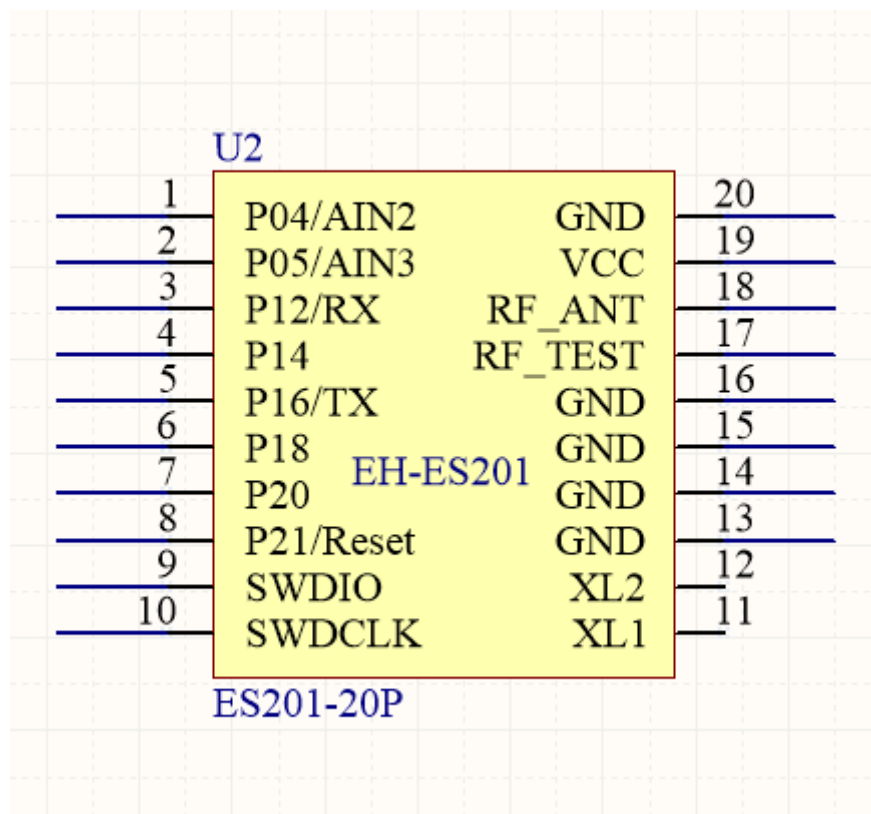 U2
1 P04/AIN2 GND 20
2 P05/AIN3 VCC 19
3 P12/RX RF_ANT 18
4 P14 RF_TEST 17
5 P16/TX GND 16
6 P18 GND 15
EH-ES201
7 P20 GND 14
8 P21/Reset GND 13
9 SWDIO XL2 12
10 SWDCLK XL1 11
ES201-20P